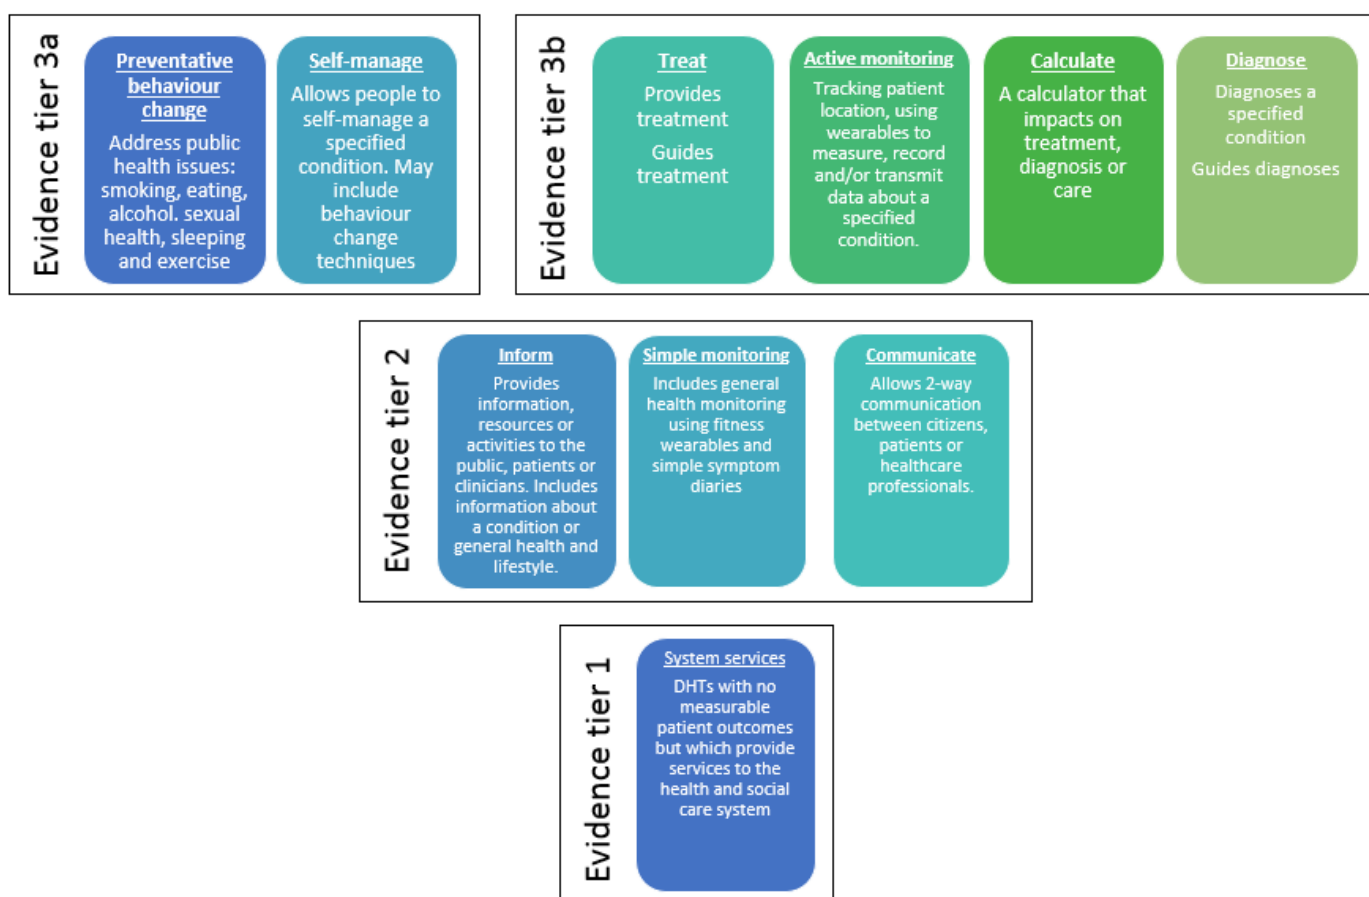 Evidence tier 3a
Preventative
behaviour
change
Address public
health issues:
smoking, eating,
alcohol. sexual
health, sleeping
and exercise
Self-manage
Allows people to
self-manage a
specified
condition. May
include
behaviour
change
techniques
Evidence tier 3b
Treat
Provides
treatment
Guides
treatment
Active monitoring
Tracking patient
location, using
wearables to
measure, record
and/or transmit
data about a
specified
condition.
Calculate
A calculator that
impacts on
treatment,
diagnosis or
care
Diagnose
Diagnoses a
specified
condition
Guides diagnoses
Evidence tier 2
Inform
Provides
information,
resources or
activities to the
public, patients or
clinicians. Includes
information about
a condition or
general health and
lifestyle.
Simple monitoring
Includes general
health monitoring
using fitness
wearables and
simple symptom
diaries
Communicate
Allows 2-way
communication
between citizens,
patients or
healthcare
professionals.
Evidence tier 1
System services
DHTs with no
measurable
patient outcomes
but which provide
services to the
health and social
care system